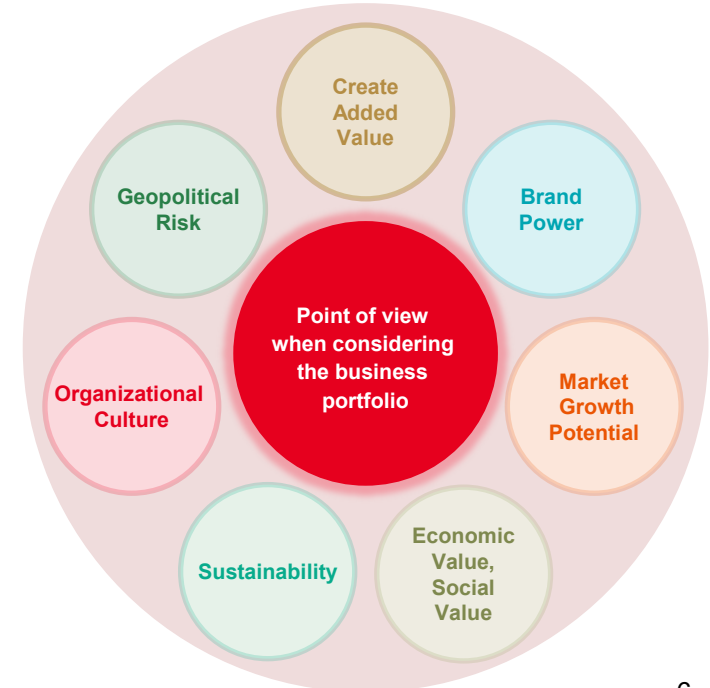 Create
Added
Value
Geopolitical
Risk
Brand
Power
Point of view
when considering
the business
portfolio
Organizational
Culture
Market
Growth
Potential
Sustainability
Economic
Value,
Social
Value